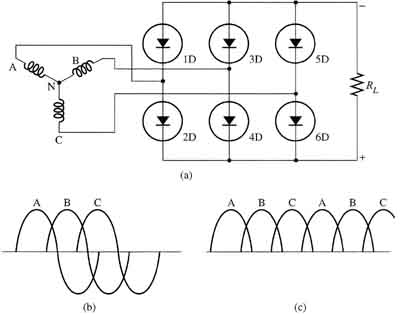 1D 3D 5D
A B N C
2D 4D 6D
− + R_L
(a)
A B C
(b)
A B C A B C
(c)